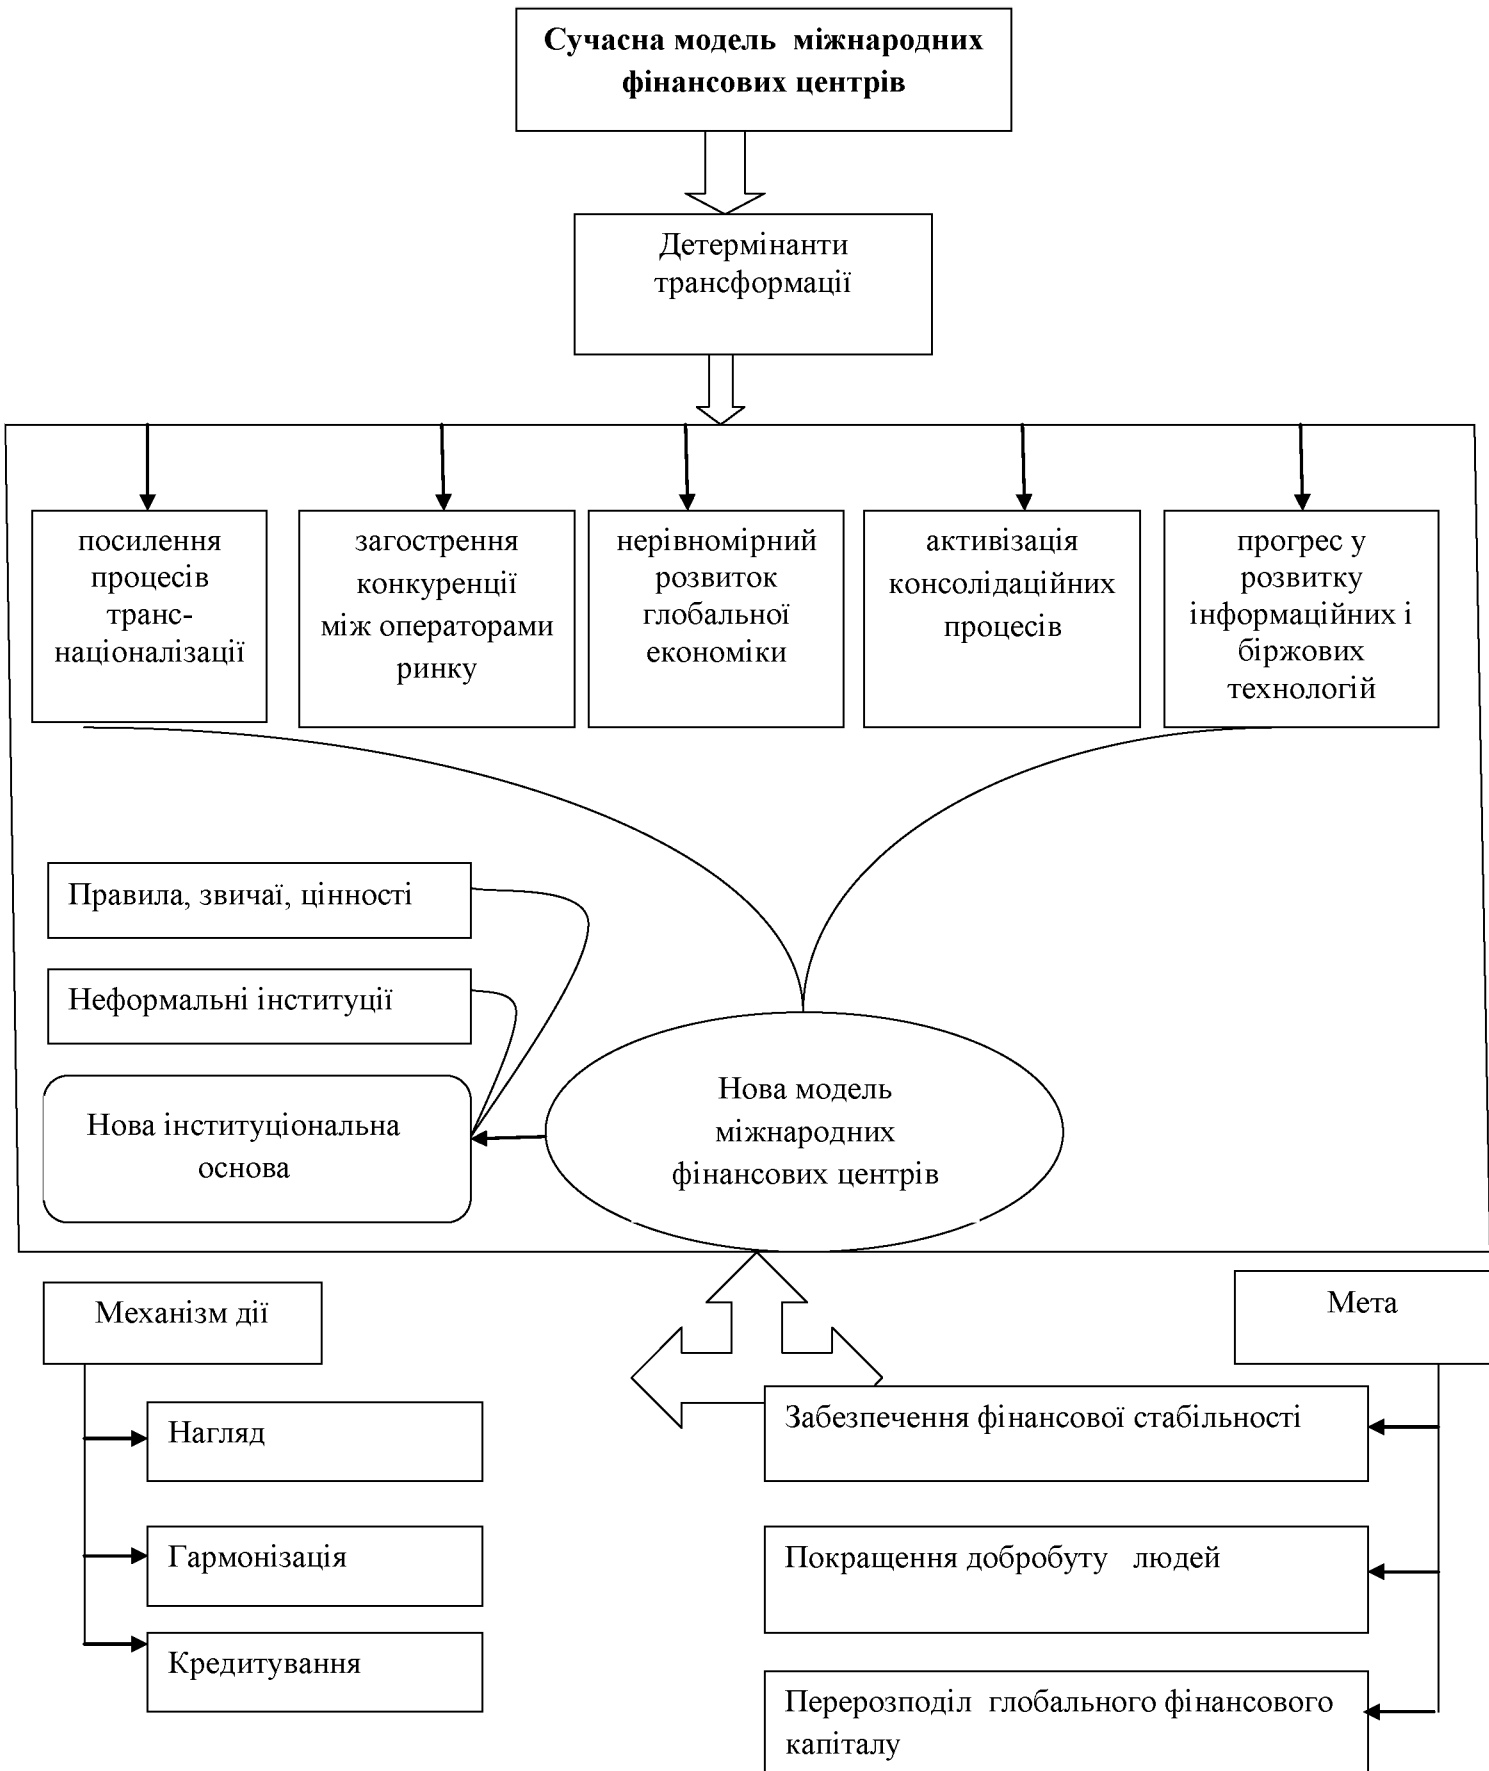 Сучасна модель міжнародних
фінансових центрів
Детермінанти
трансформації
посилення
процесів
транс-
націоналізації
загострення
конкуренції
між операторами
ринку
нерівномірний
розвиток
глобальної
економіки
активізація
консолідаційних
процесів
прогрес у
розвитку
інформаційних і
біржових
технологій
Правила, звичаї, цінності
Неформальні інституції
Нова інституціональна
основа
Нова модель
міжнародних
фінансових центрів
Механізм дії
Нагляд
Гармонізація
Кредитування
Мета
Забезпечення фінансової стабільності
Покращення добробуту людей
Перерозподіл глобального фінансового
капіталу